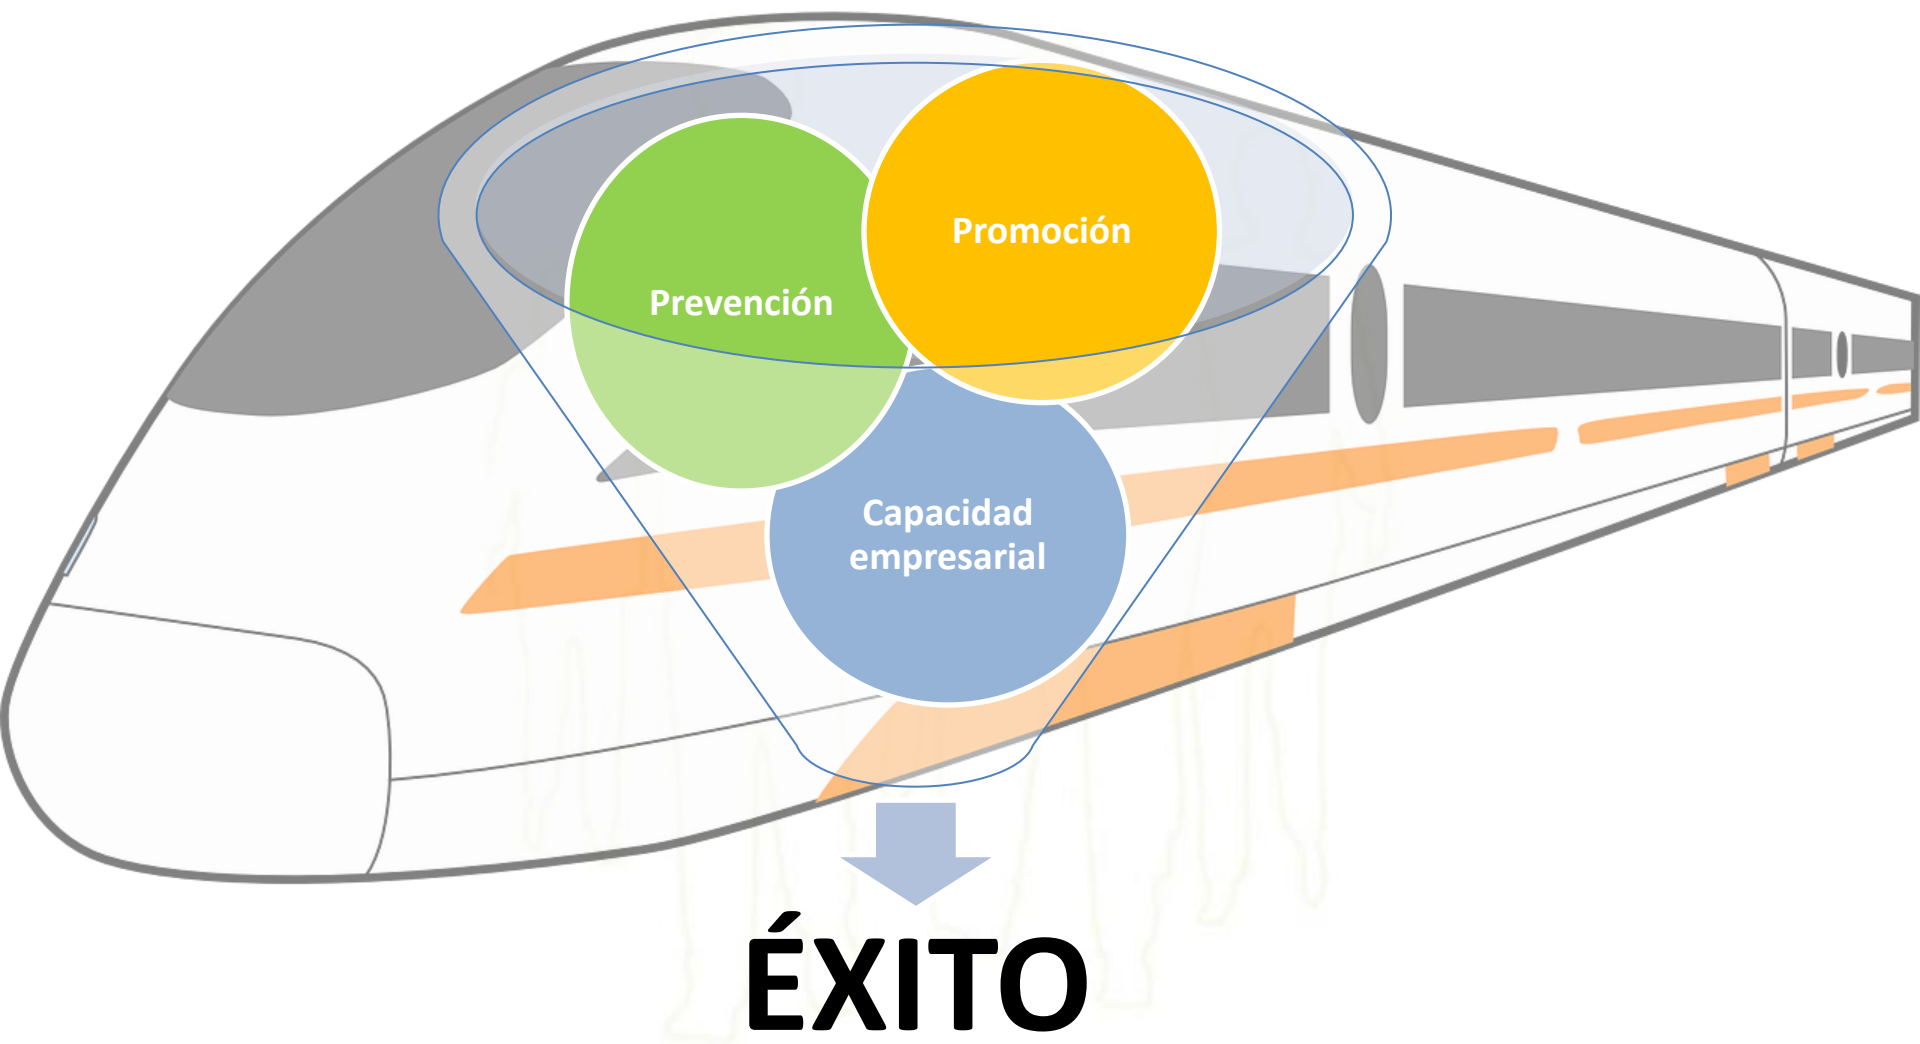 Promoción
Prevención
Capacidad
empresarial
ÉXITO